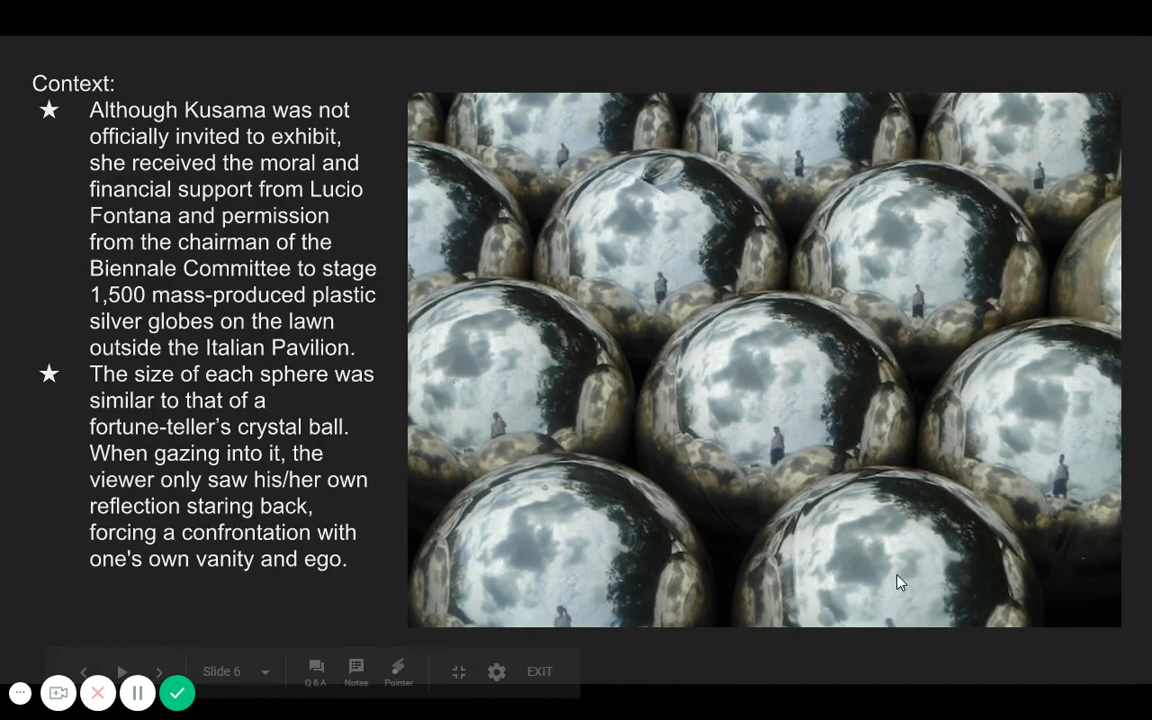 Context:
★ Although Kusama was not
officially invited to exhibit,
she received the moral and
financial support from Lucio
Fontana and permission
from the chairman of the
Biennale Committee to stage
1,500 mass-produced plastic
silver globes on the lawn
outside the Italian Pavilion.
★ The size of each sphere was
similar to that of a
fortune-teller’s crystal ball.
When gazing into it, the
viewer only saw his/her own
reflection staring back,
forcing a confrontation with
one's own vanity and ego.
Slide 6
Q & A Notes Pointer
EXIT